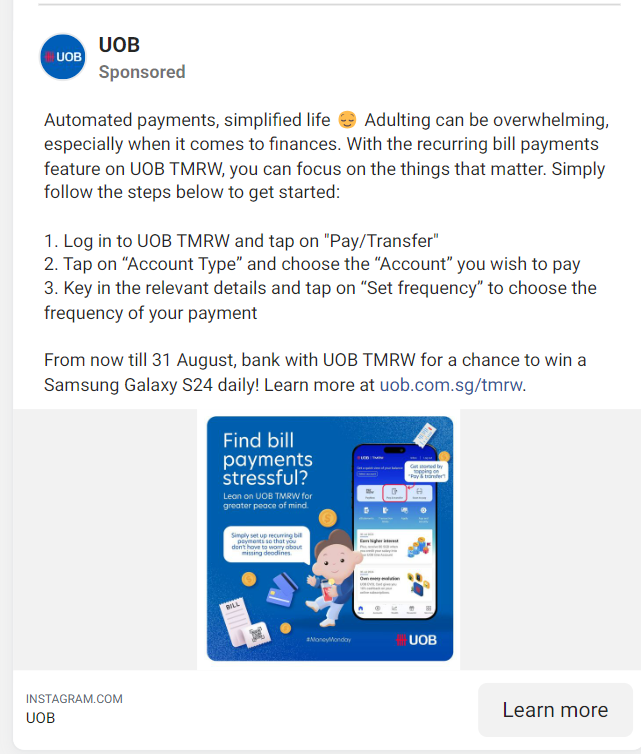 UOB
UOB
Sponsored
Automated payments, simplified life 😌 Adulting can be overwhelming,
especially when it comes to finances. With the recurring bill payments
feature on UOB TMRW, you can focus on the things that matter. Simply
follow the steps below to get started:
1. Log in to UOB TMRW and tap on "Pay/Transfer"
2. Tap on “Account Type” and choose the “Account” you wish to pay
3. Key in the relevant details and tap on “Set frequency” to choose the
frequency of your payment
From now till 31 August, bank with UOB TMRW for a chance to win a
Samsung Galaxy S24 daily! Learn more at uob.com.sg/tmrw.
Find bill
payments
stressful?
Lean on UOB TMRW for
greater peace of mind.
Simply set up recurring bill
payments so that you
don't have to worry about
missing deadlines.
Get started by
tapping on
"Pay & transfer"
UOB
Earn higher interest
Own every evolution
BILL
#MoneyMonday
UOB
INSTAGRAM.COM
UOB
Learn more